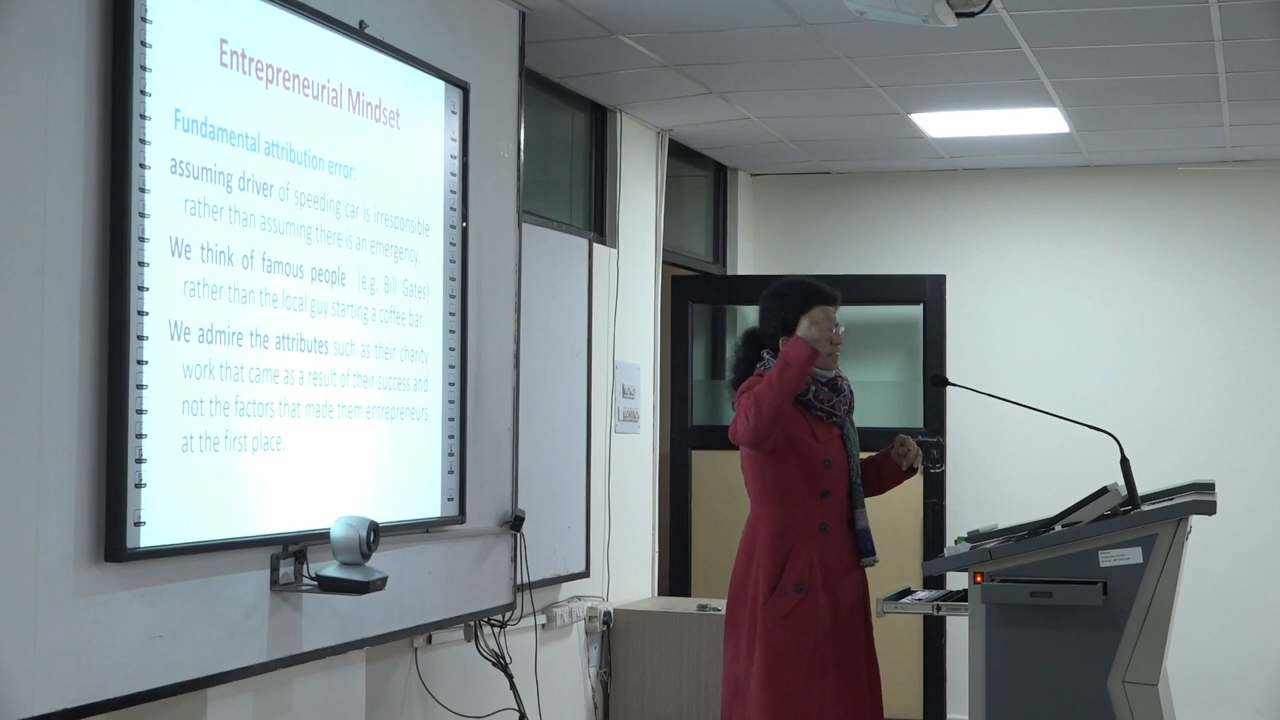 Entrepreneurial Mindset
Fundamental attribution error:
assuming driver of speeding car is irresponsible
rather than assuming there is an emergency.
We think of famous people (e.g. Bill Gates)
rather than the local guy starting a coffee bar.
We admire the attributes such as their charity
work that came as a result of their success and
not the factors that made them entrepreneurs
at the first place.